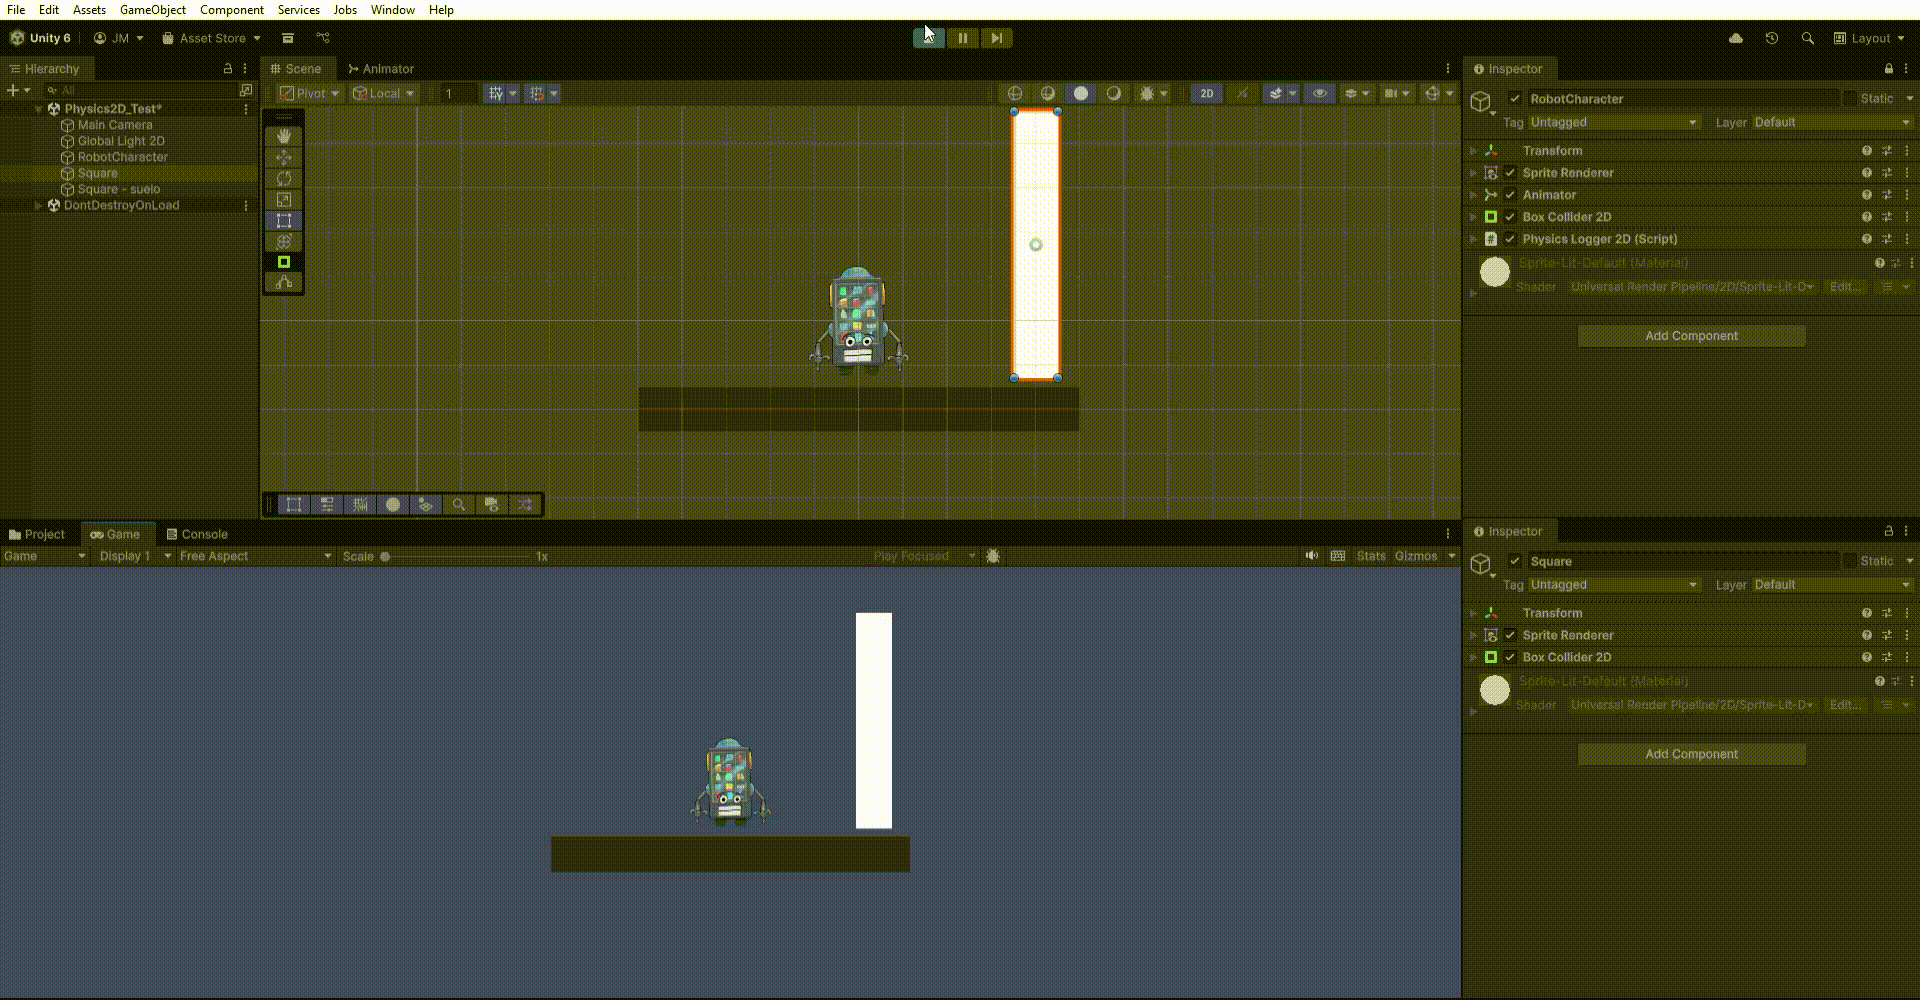 File Edit Assets GameObject Component Services Jobs Window Help
Unity 6 JM Asset Store Layout
Hierarchy
All
Physics2D_Test*
Main Camera
Global Light 2D
RobotCharacter
Square
Square - suelo
DontDestroyOnLoad
Scene Animator
Pivot Local 1 2D
Project Game Console
Game Display 1 Free Aspect Scale 1x Play Focused Stats Gizmos
Inspector
RobotCharacter Static
Tag Untagged Layer Default
Transform
Sprite Renderer
Animator
Box Collider 2D
Physics Logger 2D (Script)
Sprite-Lit-Default (Material)
Shader Universal Render Pipeline/2D/Sprite-Lit-D Edit...
Add Component
Inspector
Square Static
Tag Untagged Layer Default
Transform
Sprite Renderer
Box Collider 2D
Sprite-Lit-Default (Material)
Shader Universal Render Pipeline/2D/Sprite-Lit-D Edit...
Add Component